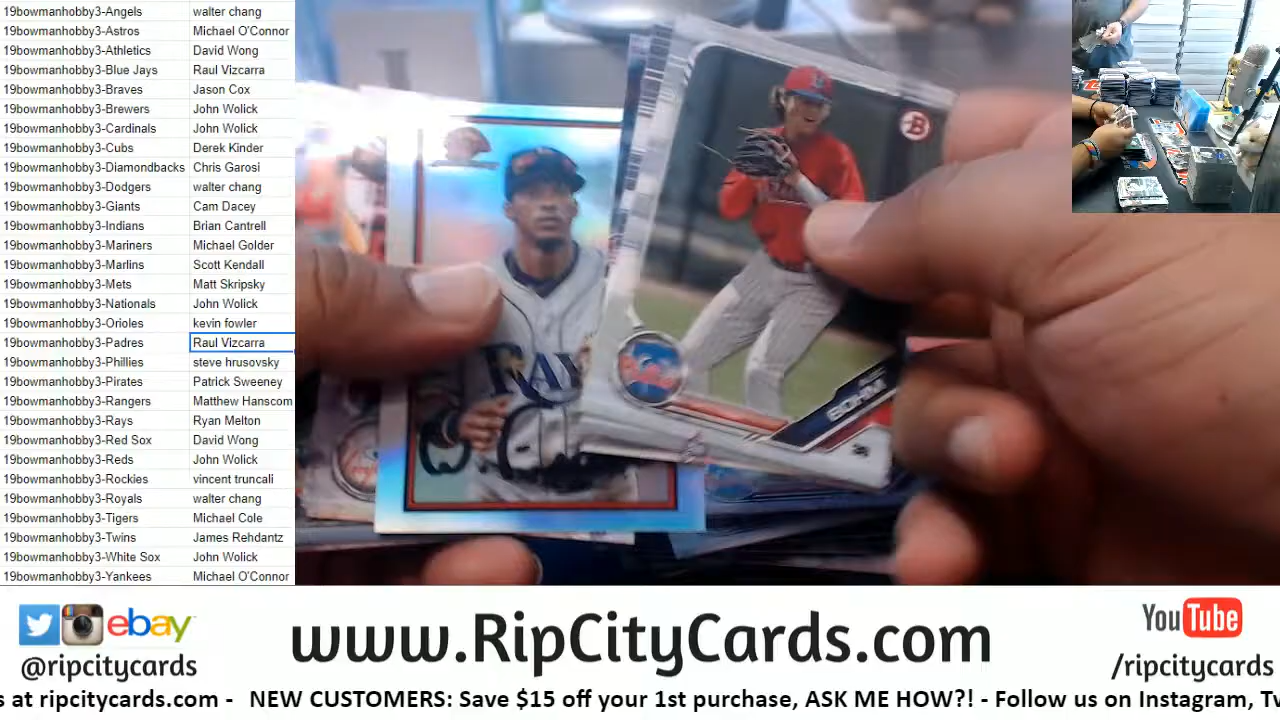 19bowmanhobby3-Angels walter chang
19bowmanhobby3-Astros Michael O'Connor
19bowmanhobby3-Athletics David Wong
19bowmanhobby3-Blue Jays Raul Vizcarra
19bowmanhobby3-Braves Jason Cox
19bowmanhobby3-Brewers John Wolick
19bowmanhobby3-Cardinals John Wolick
19bowmanhobby3-Cubs Derek Kinder
19bowmanhobby3-Diamondbacks Chris Garosi
19bowmanhobby3-Dodgers walter chang
19bowmanhobby3-Giants Cam Dacey
19bowmanhobby3-Indians Brian Cantrell
19bowmanhobby3-Mariners Michael Golder
19bowmanhobby3-Marlins Scott Kendall
19bowmanhobby3-Mets Matt Skripsky
19bowmanhobby3-Nationals John Wolick
19bowmanhobby3-Orioles kevin fowler
19bowmanhobby3-Padres Raul Vizcarra
19bowmanhobby3-Phillies steve hrusovsky
19bowmanhobby3-Pirates Patrick Sweeney
19bowmanhobby3-Rangers Matthew Hanscom
19bowmanhobby3-Rays Ryan Melton
19bowmanhobby3-Red Sox David Wong
19bowmanhobby3-Reds John Wolick
19bowmanhobby3-Rockies vincent truncali
19bowmanhobby3-Royals walter chang
19bowmanhobby3-Tigers Michael Cole
19bowmanhobby3-Twins James Rehdantz
19bowmanhobby3-White Sox John Wolick
19bowmanhobby3-Yankees Michael O'Connor
B
RAY
BOHM
ebay
@ripcitycards
www.RipCityCards.com
YouTube
/ripcitycards
s at ripcitycards.com - NEW CUSTOMERS: Save $15 off your 1st purchase, ASK ME HOW?! - Follow us on Instagram, Tw